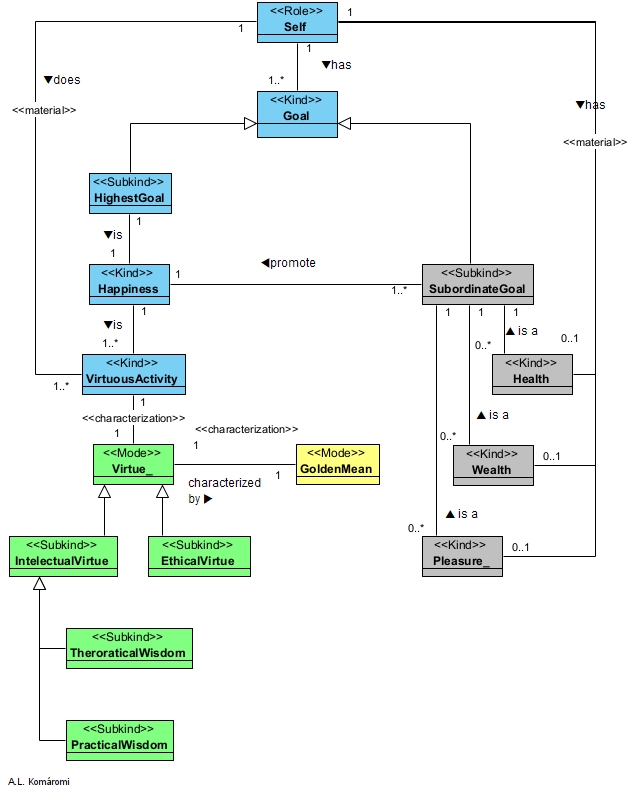 <<Role>>
Self
1
1
1
▼has
1..*
▼does
<<material>>
▼has
<<material>>
<<Kind>>
Goal
<<Subkind>>
HighestGoal
1
▼is
1
<<Kind>>
Happiness
1
◀promote
1..*
<<Subkind>>
SubordinateGoal
1
▼is
1..*
1
1
1
▲ is a
0..*
0..1
<<Kind>>
VirtuousActivity
1..*
1
<<Kind>>
Health
<<characterization>>
1
<<characterization>>
1
▲ is a
0..*
<<Mode>>
Virtue_
1
<<Mode>>
GoldenMean
<<Kind>>
Wealth
0..1
characterized
by ▶
▲ is a
0..*
<<Subkind>>
IntelectualVirtue
<<Subkind>>
EthicalVirtue
<<Kind>>
Pleasure_
0..1
<<Subkind>>
TheroraticalWisdom
<<Subkind>>
PracticalWisdom
A.L. Komáromi